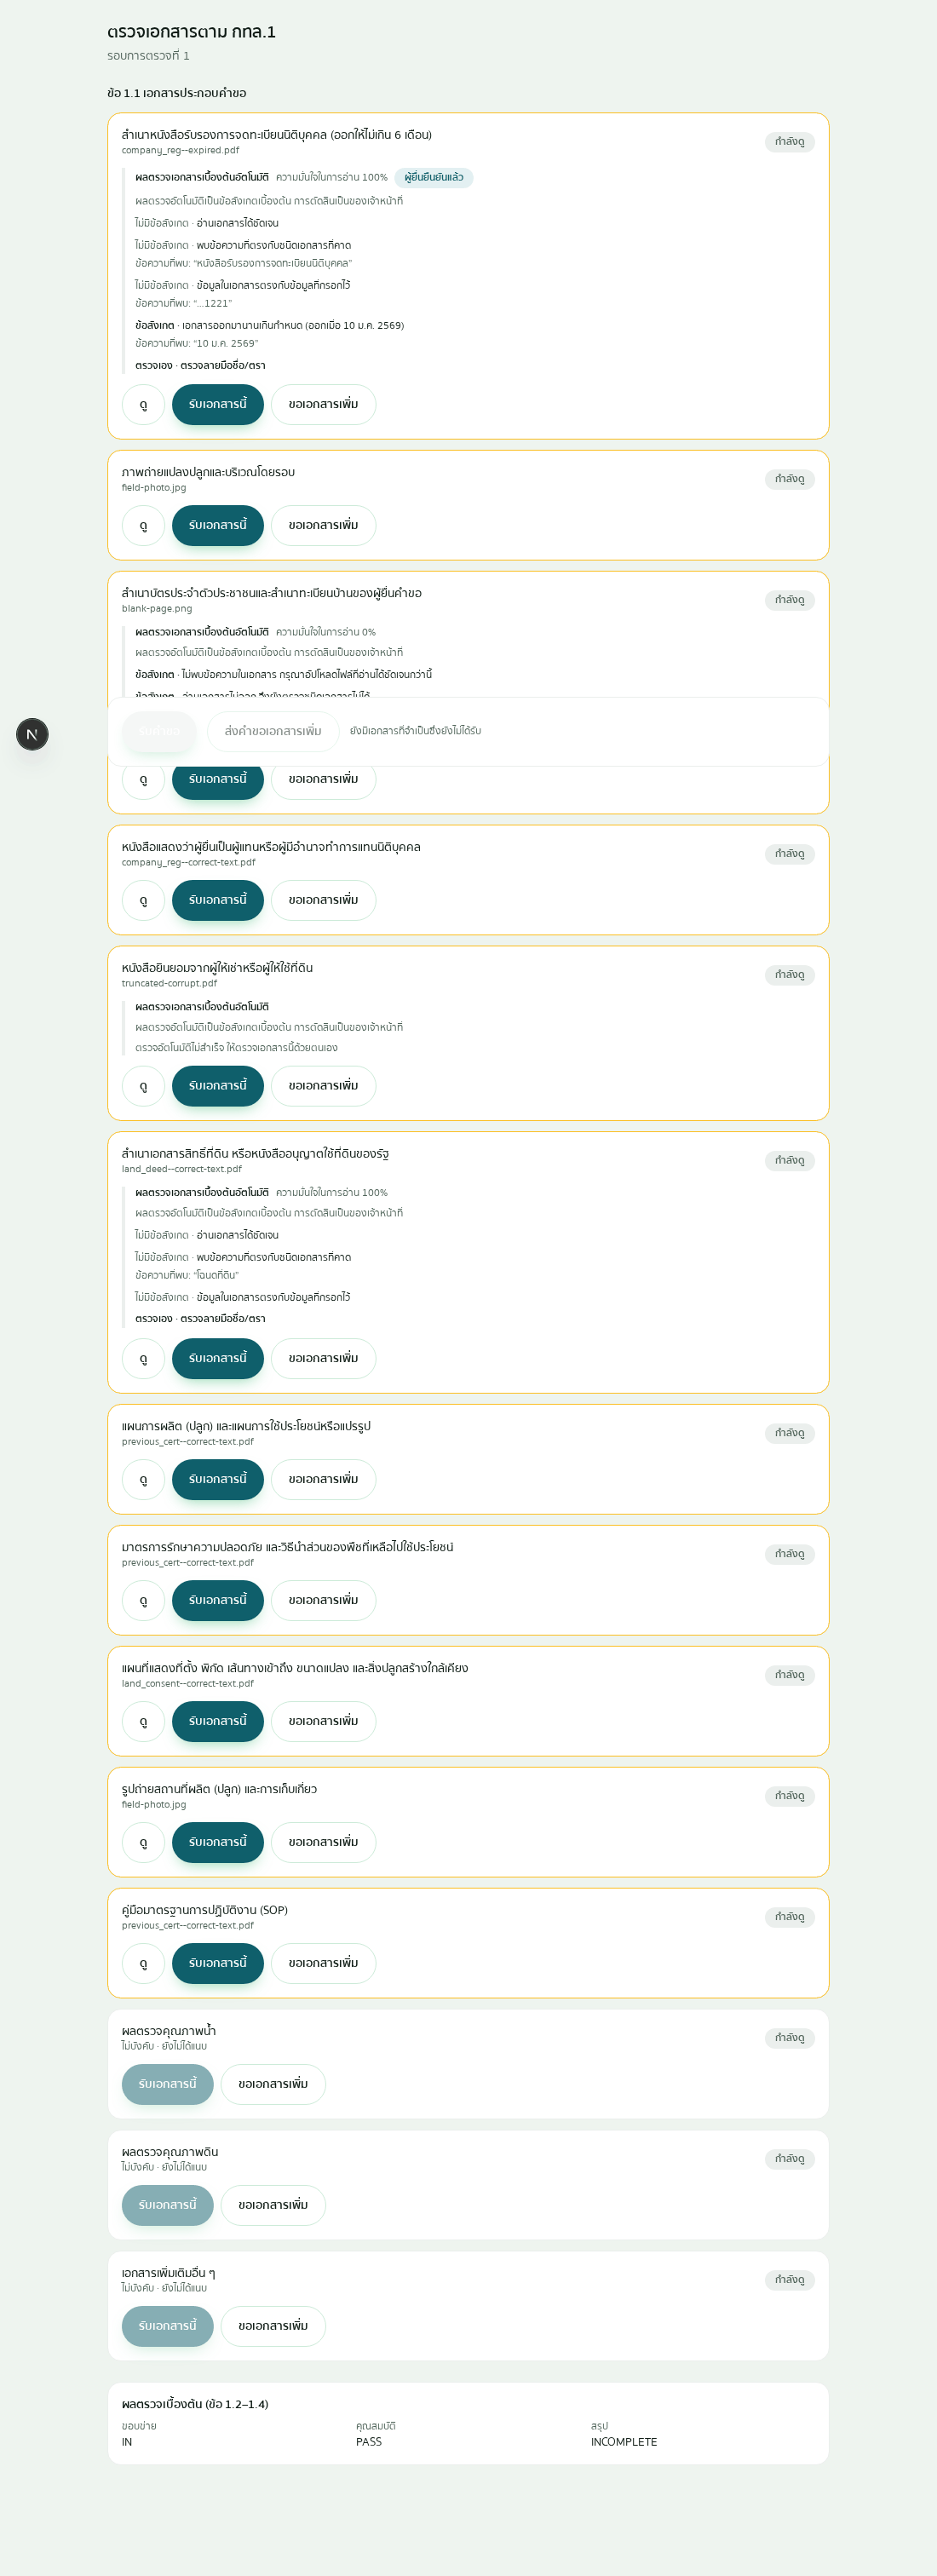 ตรวจเอกสารตาม กทล.1
รอบการตรวจที่ 1
ข้อ 1.1 เอกสารประกอบคำขอ
สำเนาหนังสือรับรองการจดทะเบียนนิติบุคคล (ออกให้ไม่เกิน 6 เดือน)
กำลังดู
company_reg--expired.pdf
ผลตรวจเอกสารเบื้องต้นอัตโนมัติ ความมั่นใจในการอ่าน 100% ผู้ยื่นยืนยันแล้ว
ผลตรวจอัตโนมัติเป็นข้อสังเกตเบื้องต้น การตัดสินเป็นของเจ้าหน้าที่
ไม่มีข้อสังเกต · อ่านเอกสารได้ชัดเจน
ไม่มีข้อสังเกต · พบข้อความที่ตรงกับชนิดเอกสารที่คาด
ข้อความที่พบ: “หนังสือรับรองการจดทะเบียนนิติบุคคล”
ไม่มีข้อสังเกต · ข้อมูลในเอกสารตรงกับข้อมูลที่กรอกไว้
ข้อความที่พบ: “…1221”
ข้อสังเกต · เอกสารออกมานานเกินกำหนด (ออกเมื่อ 10 ม.ค. 2569)
ข้อความที่พบ: “10 ม.ค. 2569”
ตรวจเอง · ตรวจลายมือชื่อ/ตรา
ดู รับเอกสารนี้ ขอเอกสารเพิ่ม
ภาพถ่ายแปลงปลูกและบริเวณโดยรอบ
กำลังดู
field-photo.jpg
ดู รับเอกสารนี้ ขอเอกสารเพิ่ม
สำเนาบัตรประจำตัวประชาชนและสำเนาทะเบียนบ้านของผู้ยื่นคำขอ
กำลังดู
blank-page.png
ผลตรวจเอกสารเบื้องต้นอัตโนมัติ ความมั่นใจในการอ่าน 0%
ผลตรวจอัตโนมัติเป็นข้อสังเกตเบื้องต้น การตัดสินเป็นของเจ้าหน้าที่
ข้อสังเกต · ไม่พบข้อความในเอกสาร กรุณาอัปโหลดไฟล์ที่อ่านได้ชัดเจนกว่านี้
ข้อสังเกต · อ่านเอกสารไม่ออก จึงยังตรวจชนิดเอกสารไม่ได้
รับคำขอ ส่งคำขอเอกสารเพิ่ม ยังมีเอกสารที่จำเป็นซึ่งยังไม่ได้รับ
ดู รับเอกสารนี้ ขอเอกสารเพิ่ม
หนังสือแสดงว่าผู้ยื่นเป็นผู้แทนหรือผู้มีอำนาจทำการแทนนิติบุคคล
กำลังดู
company_reg--correct-text.pdf
ดู รับเอกสารนี้ ขอเอกสารเพิ่ม
หนังสือยินยอมจากผู้ให้เช่าหรือผู้ให้ใช้ที่ดิน
กำลังดู
truncated-corrupt.pdf
ผลตรวจเอกสารเบื้องต้นอัตโนมัติ
ผลตรวจอัตโนมัติเป็นข้อสังเกตเบื้องต้น การตัดสินเป็นของเจ้าหน้าที่
ตรวจอัตโนมัติไม่สำเร็จ ให้ตรวจเอกสารนี้ด้วยตนเอง
ดู รับเอกสารนี้ ขอเอกสารเพิ่ม
สำเนาเอกสารสิทธิ์ที่ดิน หรือหนังสืออนุญาตใช้ที่ดินของรัฐ
กำลังดู
land_deed--correct-text.pdf
ผลตรวจเอกสารเบื้องต้นอัตโนมัติ ความมั่นใจในการอ่าน 100%
ผลตรวจอัตโนมัติเป็นข้อสังเกตเบื้องต้น การตัดสินเป็นของเจ้าหน้าที่
ไม่มีข้อสังเกต · อ่านเอกสารได้ชัดเจน
ไม่มีข้อสังเกต · พบข้อความที่ตรงกับชนิดเอกสารที่คาด
ข้อความที่พบ: “โฉนดที่ดิน”
ไม่มีข้อสังเกต · ข้อมูลในเอกสารตรงกับข้อมูลที่กรอกไว้
ตรวจเอง · ตรวจลายมือชื่อ/ตรา
ดู รับเอกสารนี้ ขอเอกสารเพิ่ม
แผนการผลิต (ปลูก) และแผนการใช้ประโยชน์หรือแปรรูป
กำลังดู
previous_cert--correct-text.pdf
ดู รับเอกสารนี้ ขอเอกสารเพิ่ม
มาตรการรักษาความปลอดภัย และวิธีนำส่วนของพืชที่เหลือไปใช้ประโยชน์
กำลังดู
previous_cert--correct-text.pdf
ดู รับเอกสารนี้ ขอเอกสารเพิ่ม
แผนที่แสดงที่ตั้ง พิกัด เส้นทางเข้าถึง ขนาดแปลง และสิ่งปลูกสร้างใกล้เคียง
กำลังดู
land_consent--correct-text.pdf
ดู รับเอกสารนี้ ขอเอกสารเพิ่ม
รูปถ่ายสถานที่ผลิต (ปลูก) และการเก็บเกี่ยว
กำลังดู
field-photo.jpg
ดู รับเอกสารนี้ ขอเอกสารเพิ่ม
คู่มือมาตรฐานการปฏิบัติงาน (SOP)
กำลังดู
previous_cert--correct-text.pdf
ดู รับเอกสารนี้ ขอเอกสารเพิ่ม
ผลตรวจคุณภาพน้ำ
กำลังดู
ไม่บังคับ · ยังไม่ได้แนบ
รับเอกสารนี้ ขอเอกสารเพิ่ม
ผลตรวจคุณภาพดิน
กำลังดู
ไม่บังคับ · ยังไม่ได้แนบ
รับเอกสารนี้ ขอเอกสารเพิ่ม
เอกสารเพิ่มเติมอื่น ๆ
กำลังดู
ไม่บังคับ · ยังไม่ได้แนบ
รับเอกสารนี้ ขอเอกสารเพิ่ม
ผลตรวจเบื้องต้น (ข้อ 1.2–1.4)
ขอบข่าย คุณสมบัติ สรุป
IN PASS INCOMPLETE